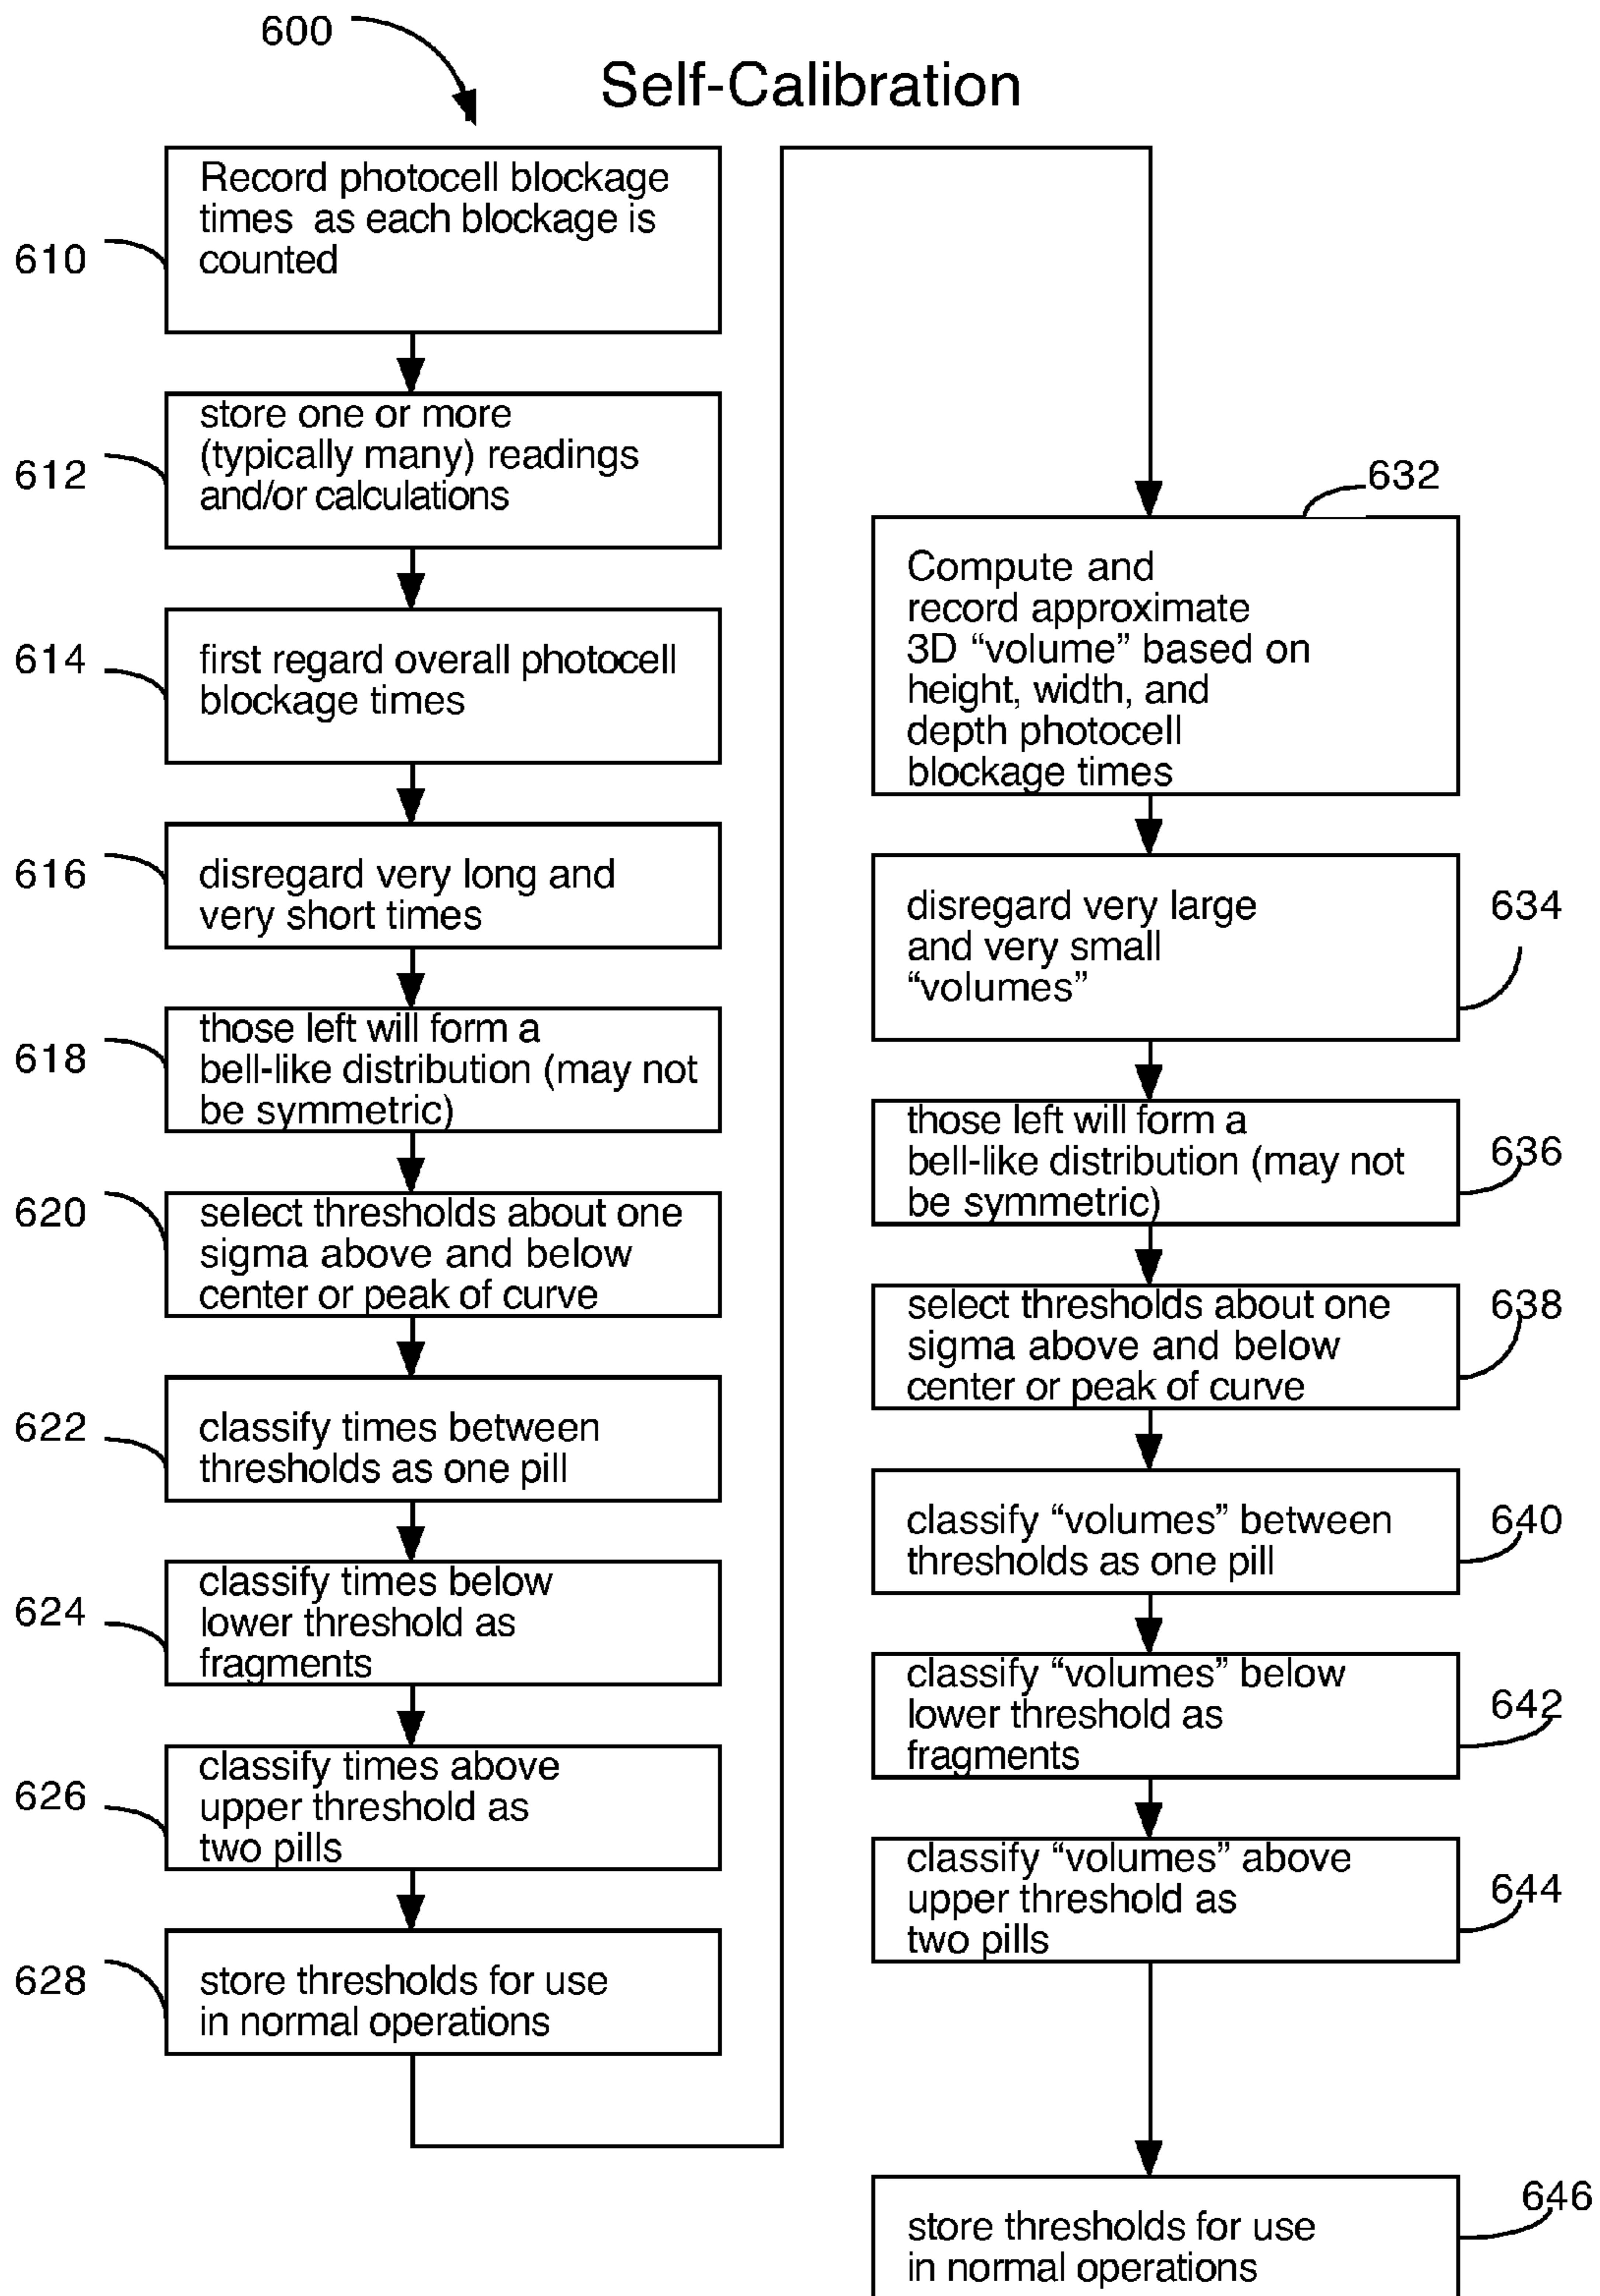 600
Self-Calibration
610
Record photocell blockage
times as each blockage is
counted
612
store one or more
(typically many) readings
and/or calculations
614
first regard overall photocell
blockage times
616
disregard very long and
very short times
618
those left will form a
bell-like distribution (may not
be symmetric)
620
select thresholds about one
sigma above and below
center or peak of curve
622
classify times between
thresholds as one pill
624
classify times below
lower threshold as
fragments
626
classify times above
upper threshold as
two pills
628
store thresholds for use
in normal operations
632
Compute and
record approximate
3D “volume” based on
height, width, and
depth photocell
blockage times
634
disregard very large
and very small
“volumes”
636
those left will form a
bell-like distribution (may not
be symmetric)
638
select thresholds about one
sigma above and below
center or peak of curve
640
classify “volumes” between
thresholds as one pill
642
classify “volumes” below
lower threshold as
fragments
644
classify “volumes” above
upper threshold as
two pills
646
store thresholds for use
in normal operations